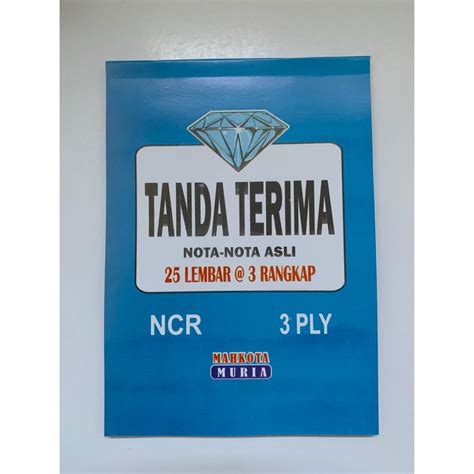 TANDA TERIMA
NOTA-NOTA ASLI
25 LEMBAR @ 3 RANGKAP
NCR 3 PLY
MAHKOTA
MURIA